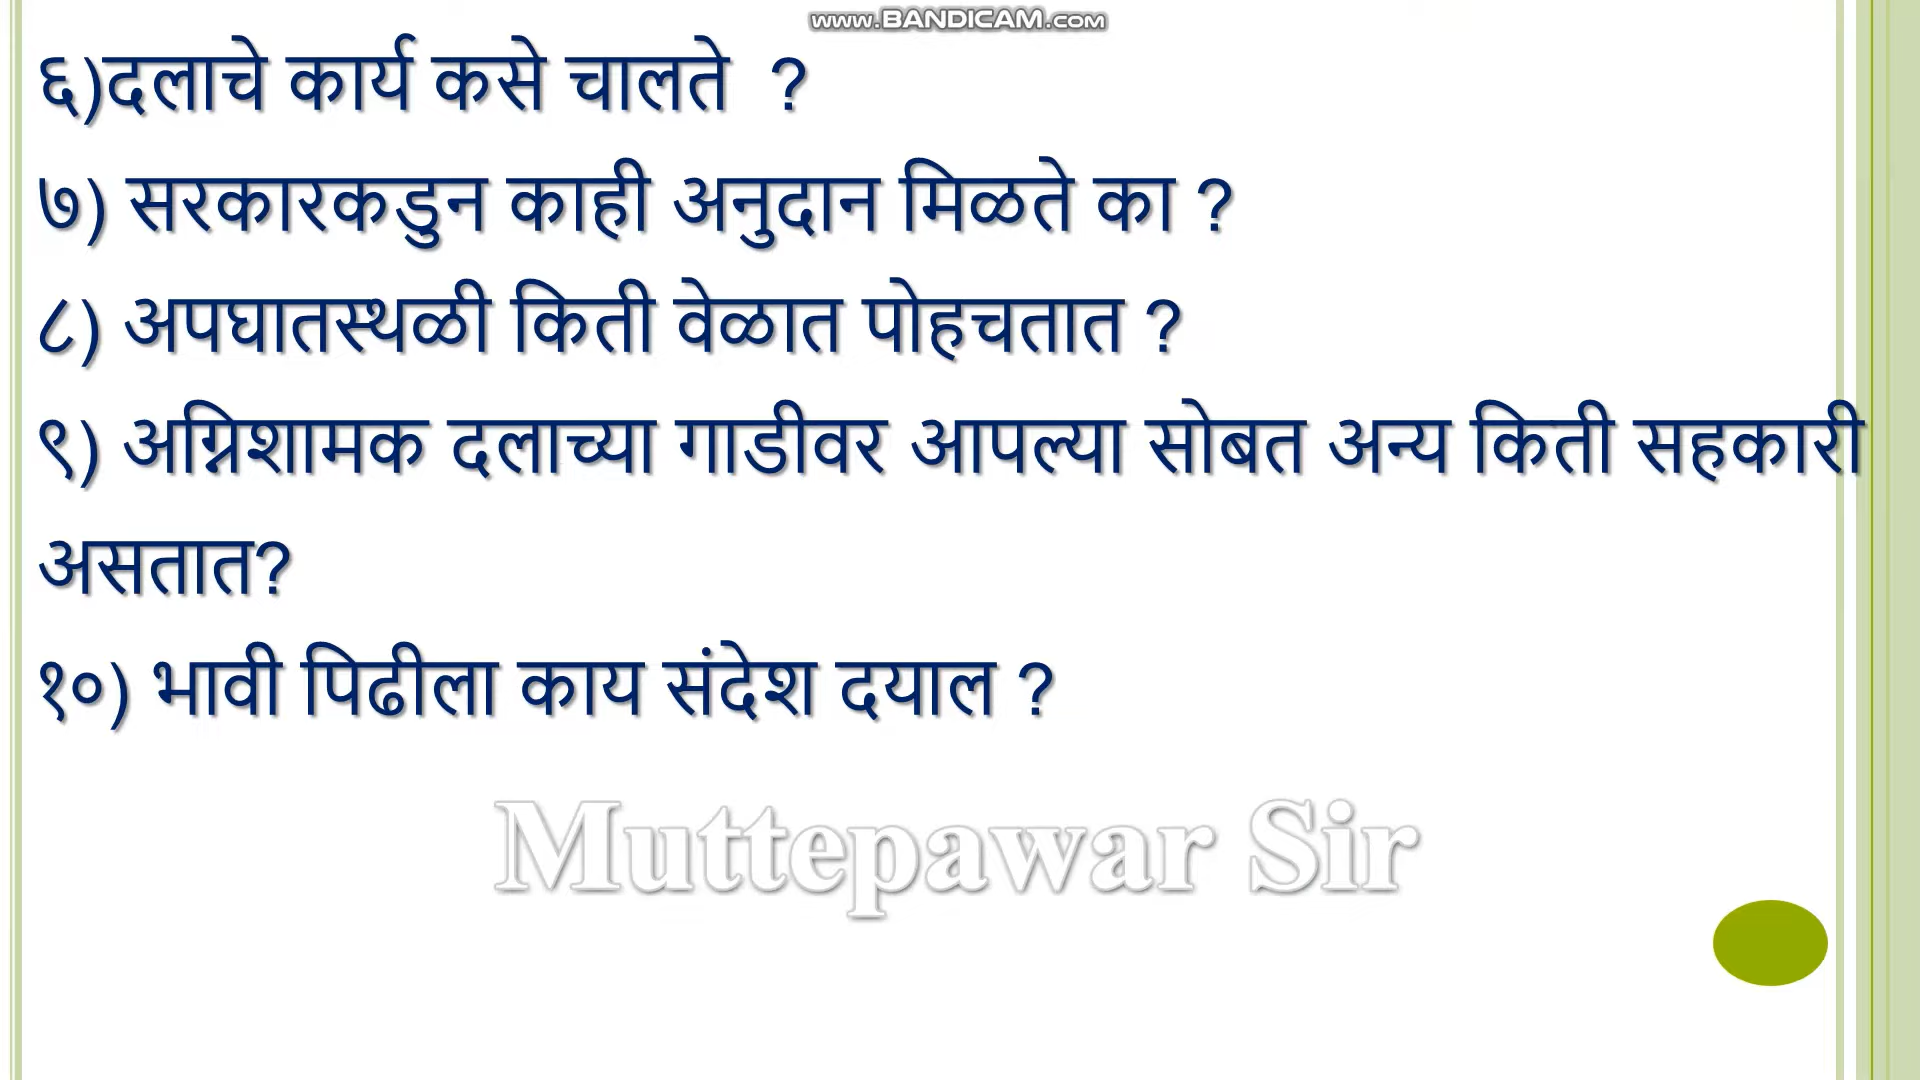 www.BANDICAM.com
६)दलाचे कार्य कसे चालते ?
७) सरकारकडुन काही अनुदान मिळते का ?
८) अपघातस्थळी किती वेळात पोहचतात ?
९) अग्निशामक दलाच्या गाडीवर आपल्या सोबत अन्य किती सहकारी
असतात?
१०) भावी पिढीला काय संदेश दयाल ?
Muttepawar Sir